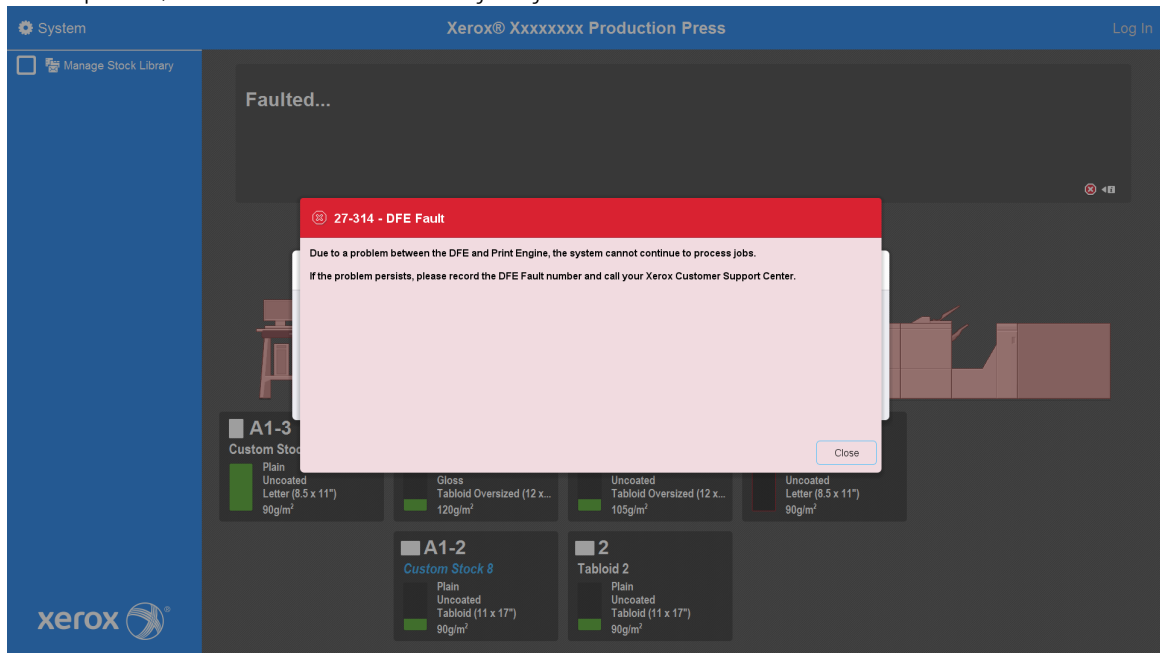 System
Xerox® Xxxxxxxx Production Press
Log In
Manage Stock Library
Faulted...
27-314 - DFE Fault
Due to a problem between the DFE and Print Engine, the system cannot continue to process jobs.
If the problem persists, please record the DFE Fault number and call your Xerox Customer Support Center.
Close
A1-3
Custom Stoc
Plain
Uncoated
Letter (8.5 x 11")
90g/m²
Gloss
Tabloid Oversized (12 x...
120g/m²
Uncoated
Tabloid Oversized (12 x...
105g/m²
Uncoated
Letter (8.5 x 11")
90g/m²
A1-2
Custom Stock 8
Plain
Uncoated
Tabloid (11 x 17")
90g/m²
2
Tabloid 2
Plain
Uncoated
Tabloid (11 x 17")
90g/m²
xerox®